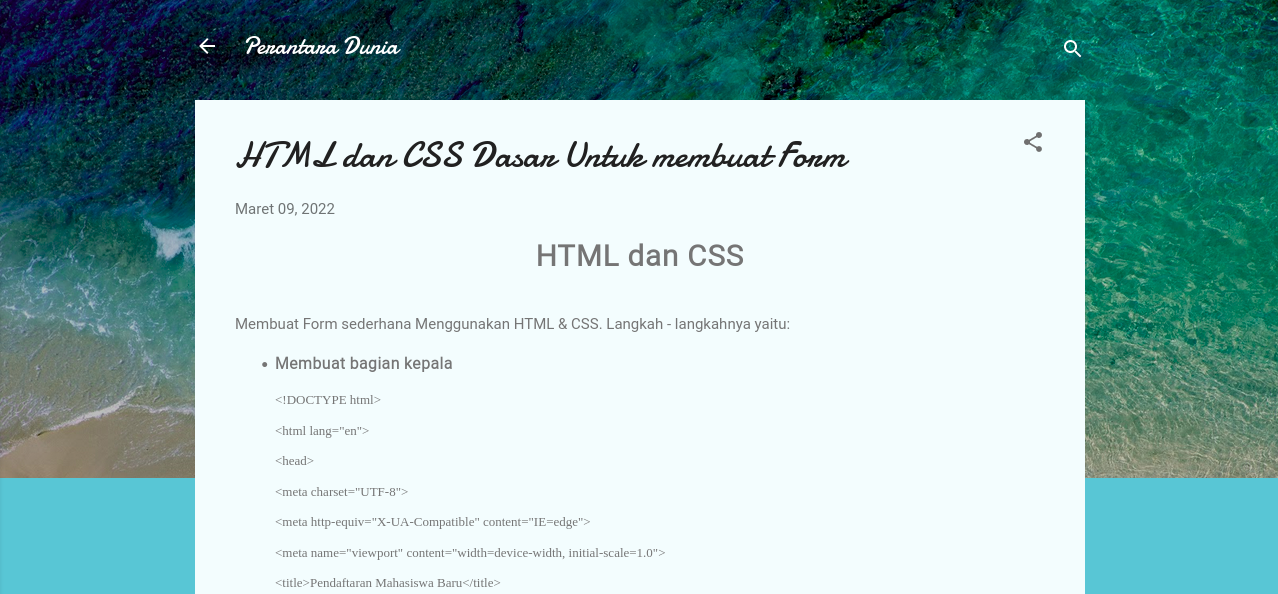 Perantara Dunia
HTML dan CSS Dasar Untuk membuat Form
Maret 09, 2022
HTML dan CSS
Membuat Form sederhana Menggunakan HTML & CSS. Langkah - langkahnya yaitu:
• Membuat bagian kepala
<!DOCTYPE html>
<html lang="en">
<head>
<meta charset="UTF-8">
<meta http-equiv="X-UA-Compatible" content="IE=edge">
<meta name="viewport" content="width=device-width, initial-scale=1.0">
<title>Pendaftaran Mahasiswa Baru</title>